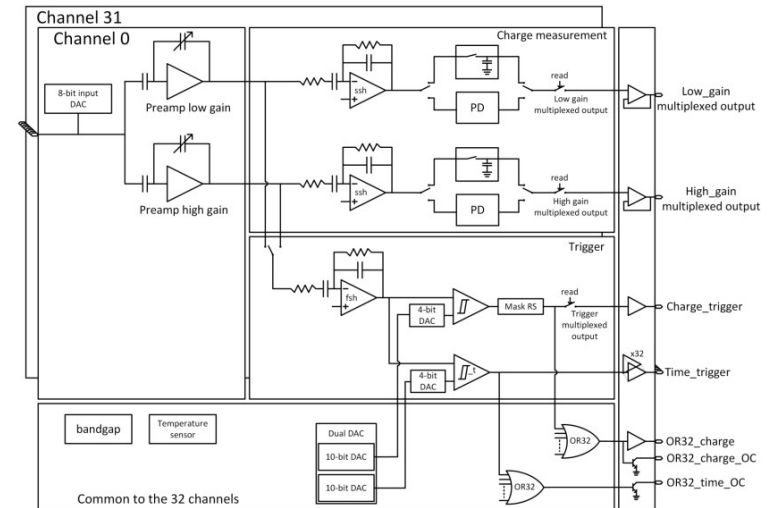 Channel 31
Channel 0
Charge measurement
8-bit input
DAC
Preamp low gain
ssh
PD
read
Low gain
multiplexed output
Low_gain
multiplexed output
Preamp high gain
ssh
PD
read
High gain
multiplexed output
High_gain
multiplexed output
Trigger
fsh
4-bit
DAC
Mask RS
read
Trigger
multiplexed
output
Charge_trigger
4-bit
DAC
_t
x32
Time_trigger
bandgap
Temperature
sensor
Dual DAC
10-bit DAC
10-bit DAC
OR32
OR32_charge
OR32_charge_OC
OR32
OR32_time_OC
Common to the 32 channels